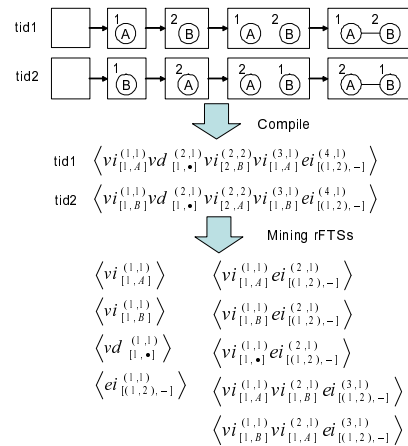 tid1 1 A 2 B 1 A 2 B 1 A 2 B
tid2 1 B 2 A 2 A 1 B 2 A 1 B
Compile
tid1 ⟨vi^(1,1)_[1,A] vd^(2,1)_[1,•] vi^(2,2)_[2,B] vi^(3,1)_[1,A] ei^(4,1)_[(1,2),−]⟩
tid2 ⟨vi^(1,1)_[1,B] vd^(2,1)_[1,•] vi^(2,2)_[2,A] vi^(3,1)_[1,B] ei^(4,1)_[(1,2),−]⟩
Mining rFTSs
⟨vi^(1,1)_[1,A]⟩ ⟨vi^(1,1)_[1,A] ei^(2,1)_[(1,2),−]⟩
⟨vi^(1,1)_[1,B]⟩ ⟨vi^(1,1)_[1,B] ei^(2,1)_[(1,2),−]⟩
⟨vd^(1,1)_[1,•]⟩ ⟨vi^(1,1)_[1,•] ei^(2,1)_[(1,2),−]⟩
⟨ei^(1,1)_[(1,2),−]⟩ ⟨vi^(1,1)_[1,A] vi^(2,1)_[1,B] ei^(3,1)_[(1,2),−]⟩
⟨vi^(1,1)_[1,B] vi^(2,1)_[1,A] ei^(3,1)_[(1,2),−]⟩